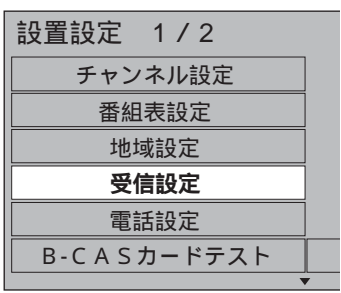 設置設定　1／2
チャンネル設定
番組表設定
地域設定
受信設定
電話設定
B-CASカードテスト